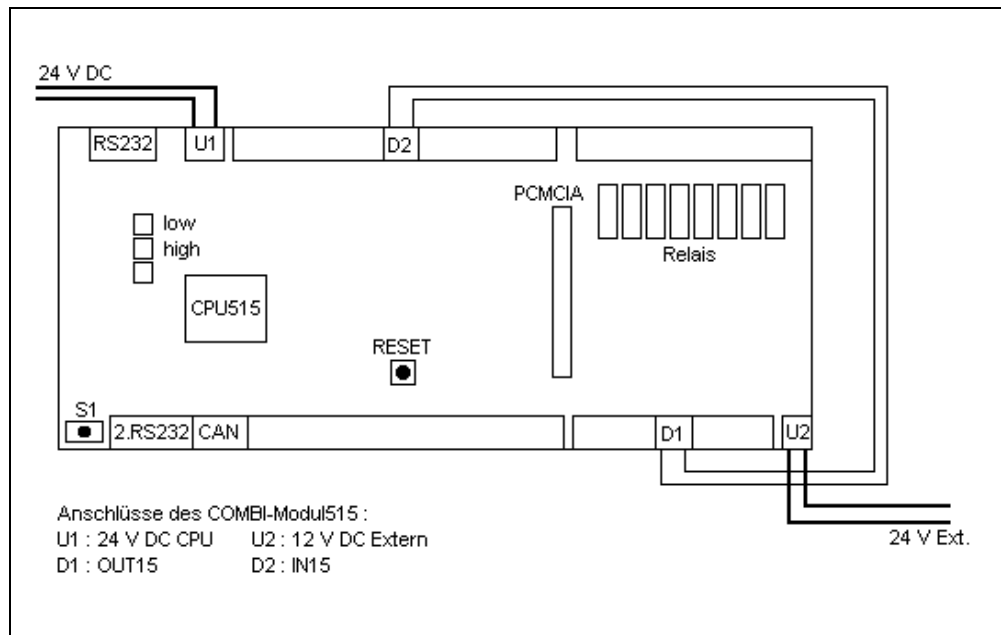 24 V DC
RS232 U1 D2
PCMCIA
low
high
Relais
CPU515
RESET
S1
2.RS232 CAN D1 U2
Anschlüsse des COMBI-Modul515 :
U1 : 24 V DC CPU U2 : 12 V DC Extern
24 V Ext.
D1 : OUT15 D2 : IN15